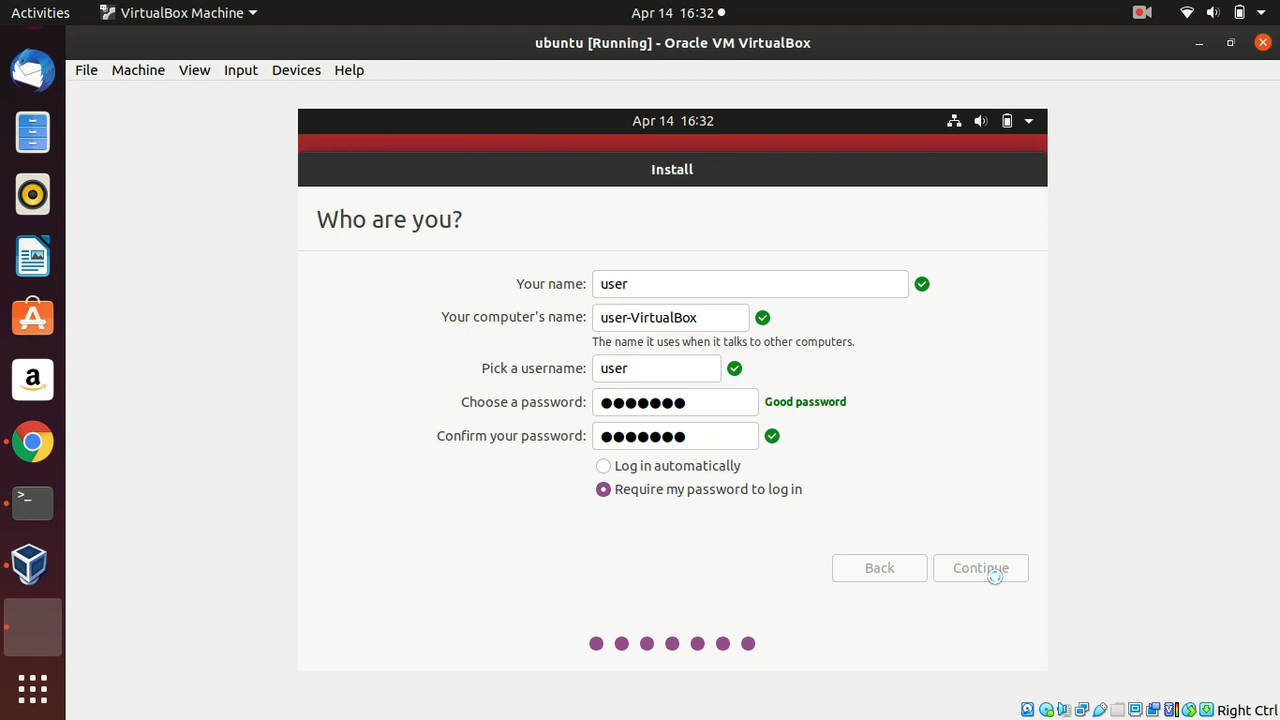 Activities VirtualBox Machine Apr 14 16:32
ubuntu [Running] - Oracle VM VirtualBox
File Machine View Input Devices Help
Apr 14 16:32
Install
Who are you?
Your name: user
Your computer's name: user-VirtualBox
The name it uses when it talks to other computers.
Pick a username: user
Choose a password: ●●●●●●● Good password
Confirm your password: ●●●●●●●
Log in automatically
Require my password to log in
Back Continue
Right Ctrl